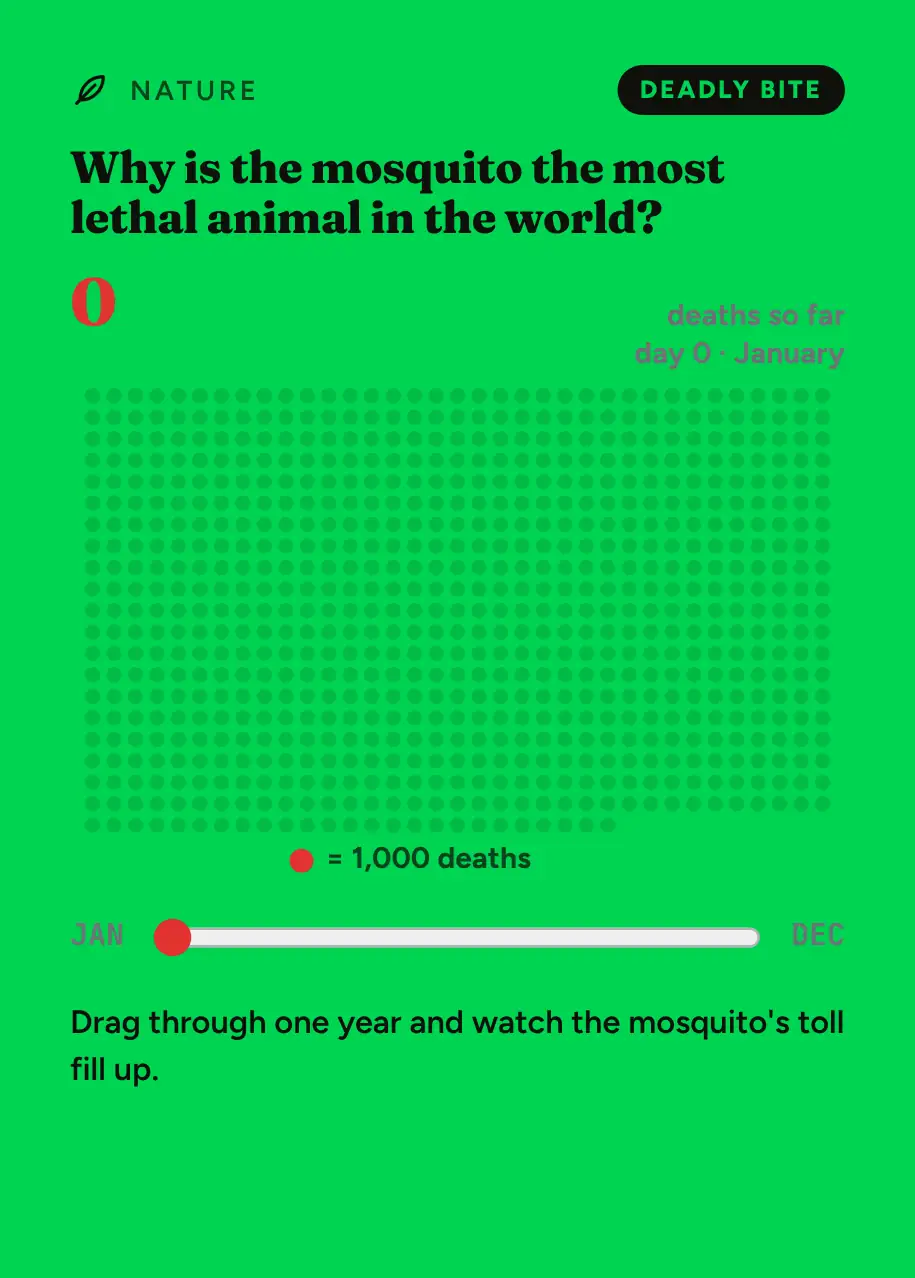 NATURE
DEADLY BITE
Why is the mosquito the most
lethal animal in the world?
0
deaths so far
day 0 · January
= 1,000 deaths
JAN
DEC
Drag through one year and watch the mosquito's toll
fill up.